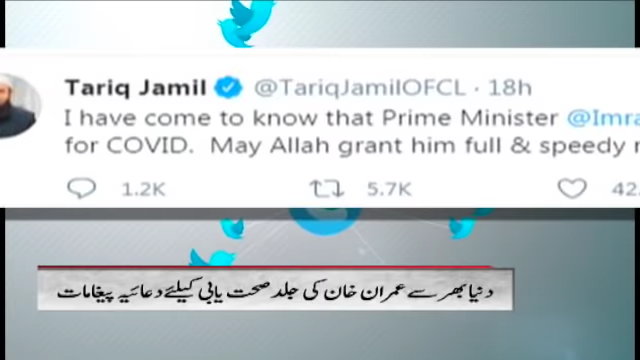 Tariq Jamil @TariqJamilOFCL · 18h
I have come to know that Prime Minister @Imra
for COVID. May Allah grant him full & speedy
1.2K 5.7K 42
دنیا بھر سے عمران خان کی جلد صحت یابی کیلئے دعائیہ پیغامات